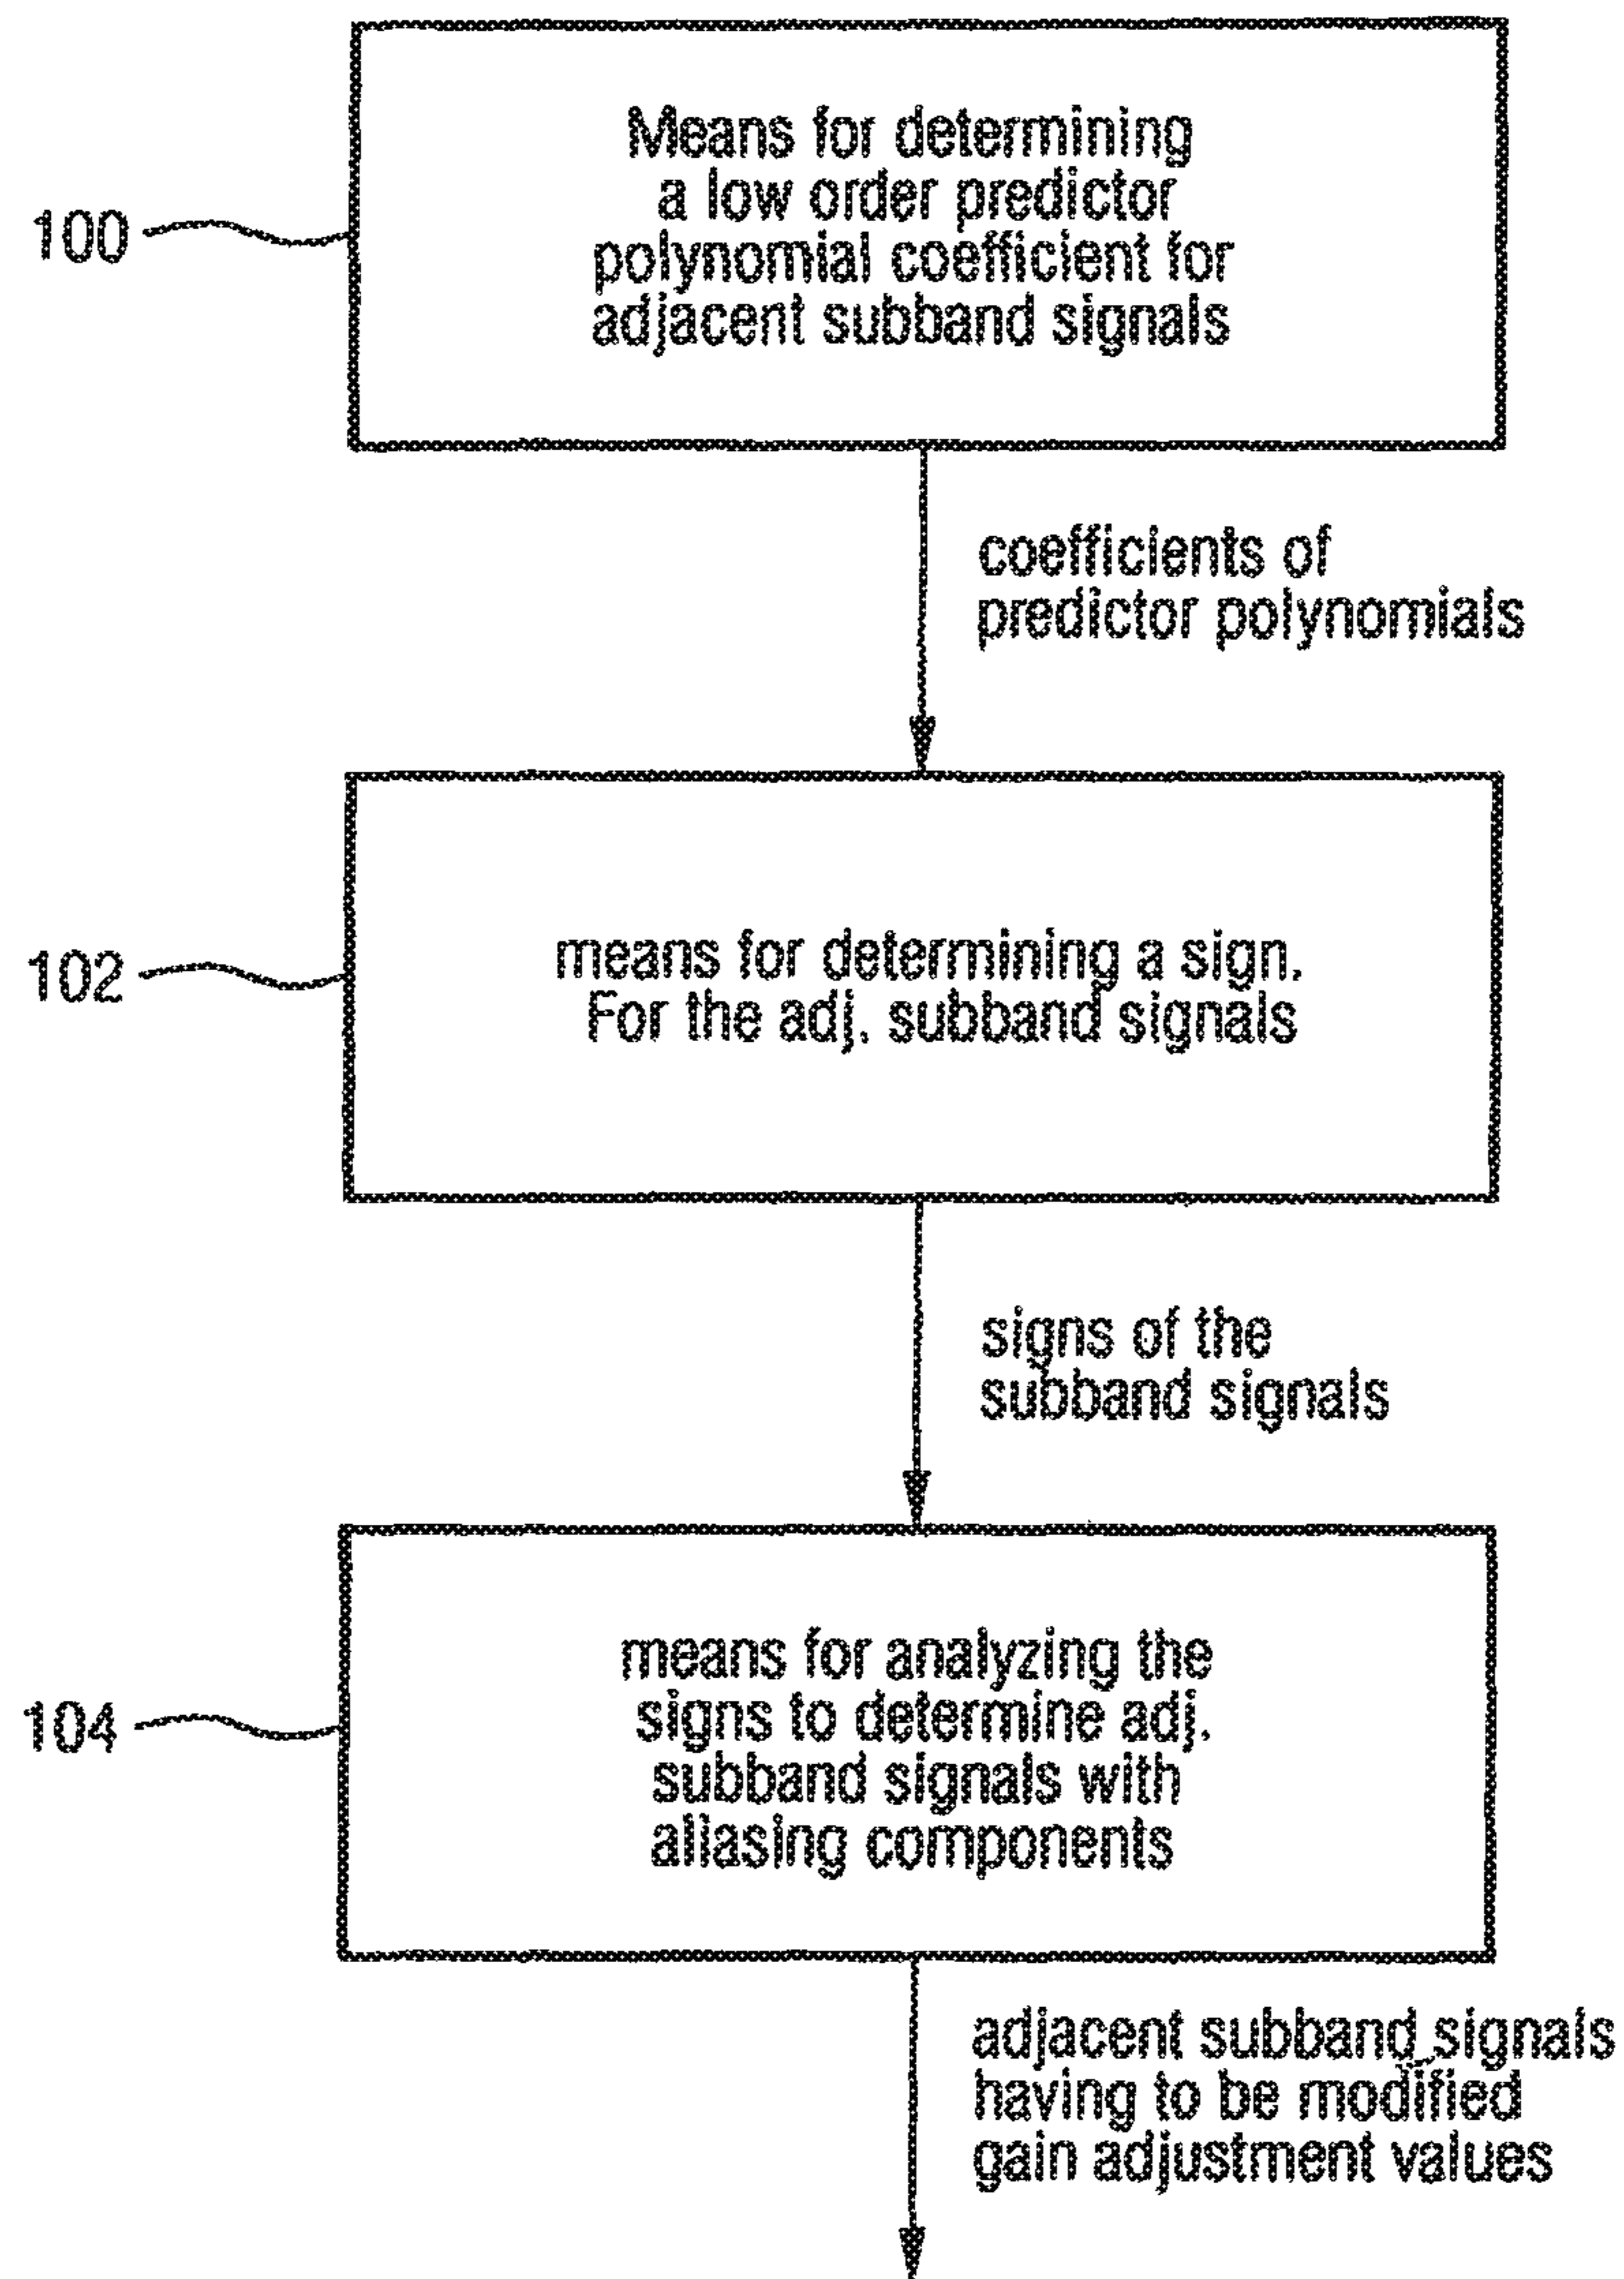 Means for determining
a low order predictor
100
polynomial coefficient for
adjacent subband signals
coefficients of
predictor polynomials
means for determining a sign.
102
For the adj. subband signals
signs of the
subband signals
means for analyzing the
signs to determine adj.
104
subband signals with
aliasing components
adjacent subband signals
having to be modified
gain adjustment values